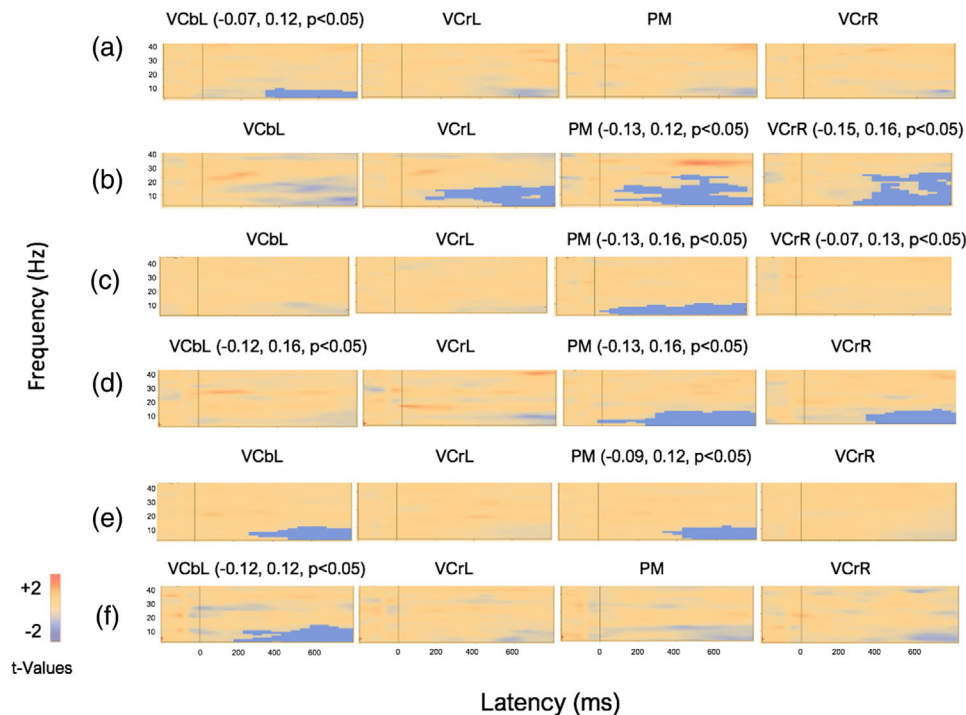 VCbL (-0.07, 0.12, p<0.05) VCrL PM VCrR
(a)
40
30
20
10
VCbL VCrL PM (-0.13, 0.12, p<0.05) VCrR (-0.15, 0.16, p<0.05)
(b)
40
30
20
10
VCbL VCrL PM (-0.13, 0.16, p<0.05) VCrR (-0.07, 0.13, p<0.05)
(c)
40
30
20
10
VCbL (-0.12, 0.16, p<0.05) VCrL PM (-0.13, 0.16, p<0.05) VCrR
(d)
40
30
20
10
VCbL VCrL PM (-0.09, 0.12, p<0.05) VCrR
(e)
40
30
20
10
VCbL (-0.12, 0.12, p<0.05) VCrL PM VCrR
(f)
40
30
20
10
0 200 400 600 0 200 400 600 0 200 400 600 0 200 400 600
Frequency (Hz)
+2
-2
t-Values
Latency (ms)